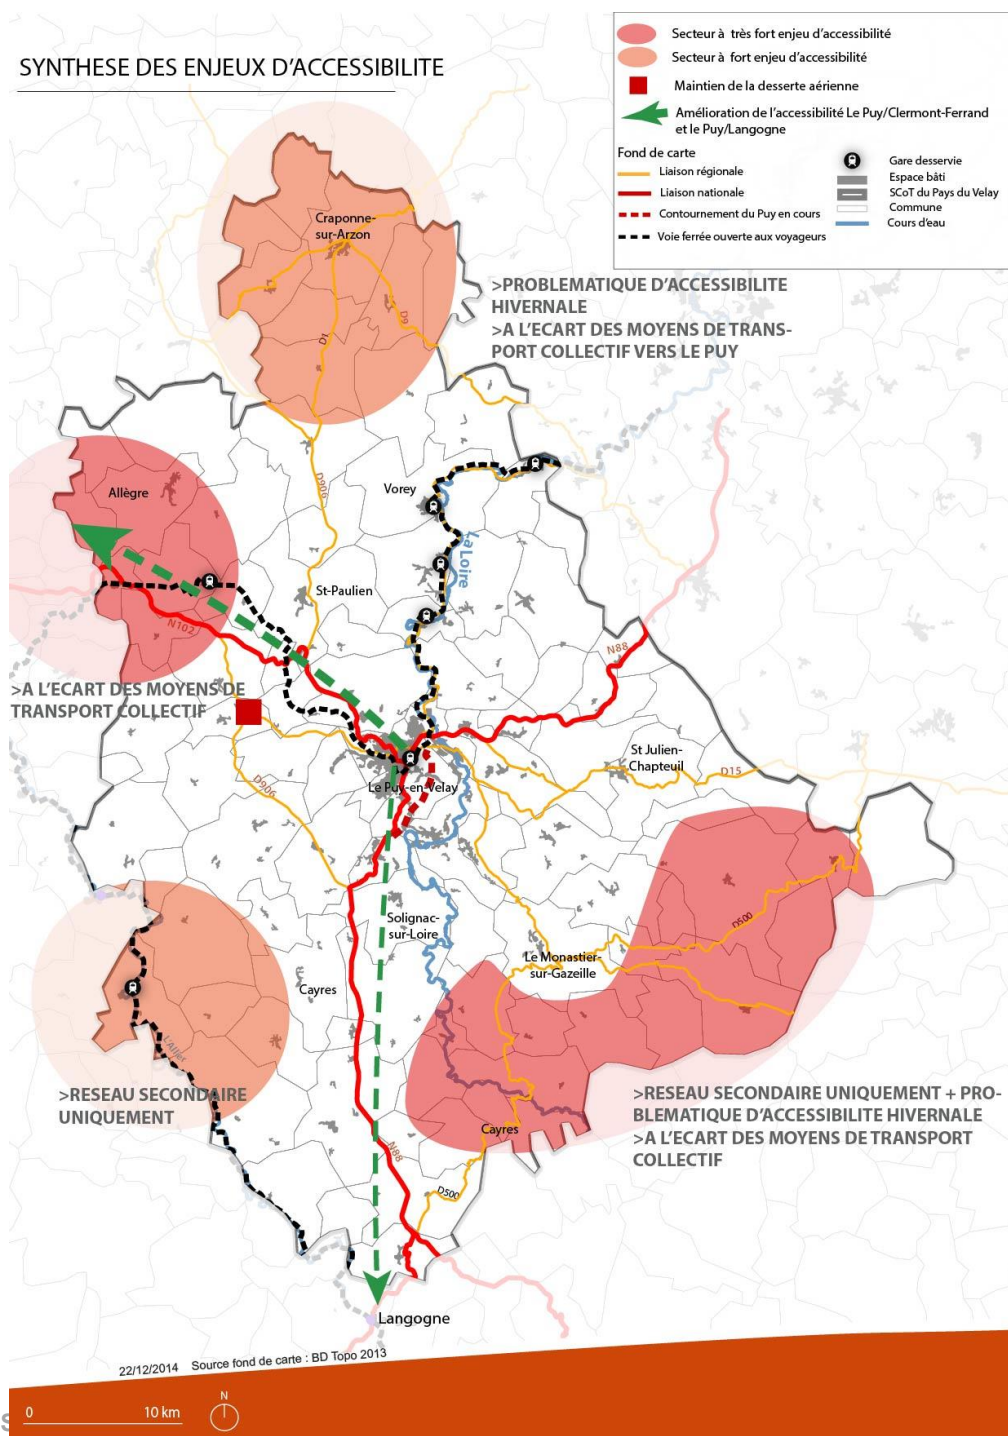 SYNTHESE DES ENJEUX D'ACCESSIBILITE
Secteur à très fort enjeu d'accessibilité
Secteur à fort enjeu d'accessibilité
Maintien de la desserte aérienne
Amélioration de l'accessibilité Le Puy/Clermont-Ferrand
et le Puy/Langogne
Fond de carte
Liaison régionale
Liaison nationale
Contournement du Puy en cours
Voie ferrée ouverte aux voyageurs
Gare desservie
Espace bâti
SCoT du Pays du Velay
Commune
Cours d'eau
Craponne-
sur-Arzon
D1
D9
>PROBLEMATIQUE D'ACCESSIBILITE
HIVERNALE
>A L'ECART DES MOYENS DE TRANS-
PORT COLLECTIF VERS LE PUY
Allègre
D906
Vorey
La Loire
St-Paulien
N102
N88
>A L'ECART DES MOYENS DE
TRANSPORT COLLECTIF
St Julien-
Chapteuil
D15
D906
Le Puy-en-Velay
Solignac-
sur-Loire
D500
Le Monastier-
sur-Gazeille
Cayres
L'Allier
>RESEAU SECONDAIRE
UNIQUEMENT
>RESEAU SECONDAIRE UNIQUEMENT + PRO-
BLEMATIQUE D'ACCESSIBILITE HIVERNALE
>A L'ECART DES MOYENS DE TRANSPORT
COLLECTIF
Cayres
N88
D500
Langogne
22/12/2014 Source fond de carte : BD Topo 2013
N
0 10 km
S